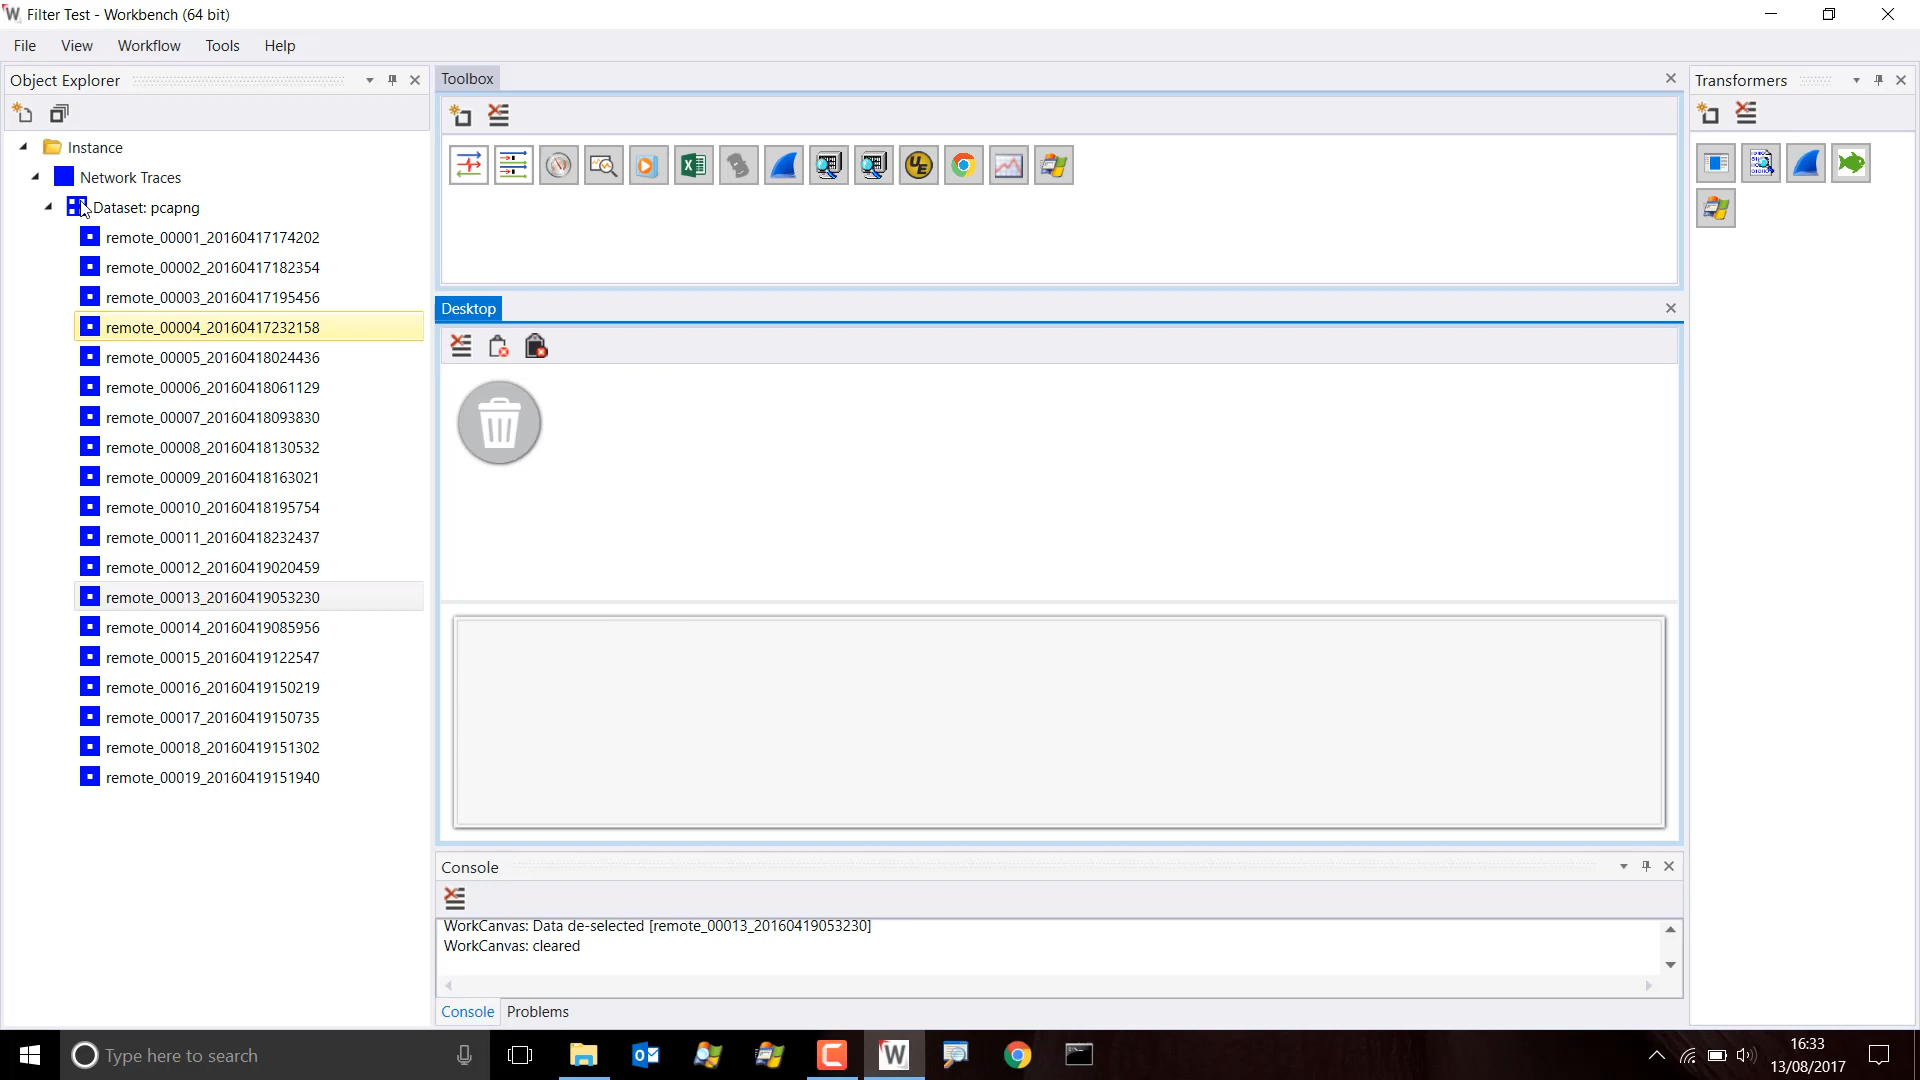 Filter Test - Workbench (64 bit)
File View Workflow Tools Help
Object Explorer
Instance
Network Traces
Dataset: pcapng
remote_00001_20160417174202
remote_00002_20160417182354
remote_00003_20160417195456
remote_00004_20160417232158
remote_00005_20160418024436
remote_00006_20160418061129
remote_00007_20160418093830
remote_00008_20160418130532
remote_00009_20160418163021
remote_00010_20160418195754
remote_00011_20160418232437
remote_00012_20160419020459
remote_00013_20160419053230
remote_00014_20160419085956
remote_00015_20160419122547
remote_00016_20160419150219
remote_00017_20160419150735
remote_00018_20160419151302
remote_00019_20160419151940
Toolbox
UE
Desktop
Console
WorkCanvas: Data de-selected [remote_00013_20160419053230]
WorkCanvas: cleared
Console Problems
Transformers
Type here to search
16:33
13/08/2017